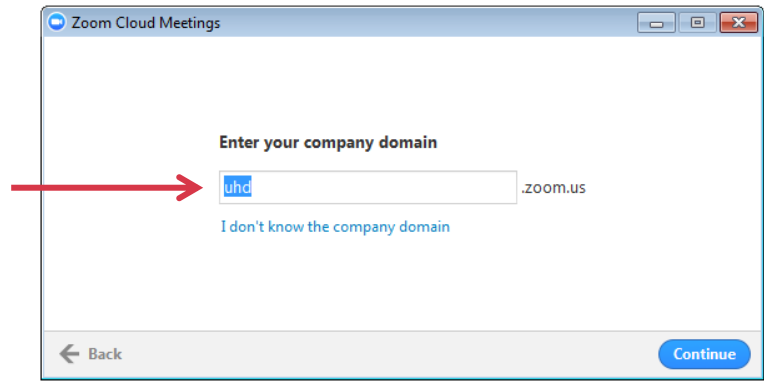 Zoom Cloud Meetings
Enter your company domain
uhd .zoom.us
I don't know the company domain
Back Continue